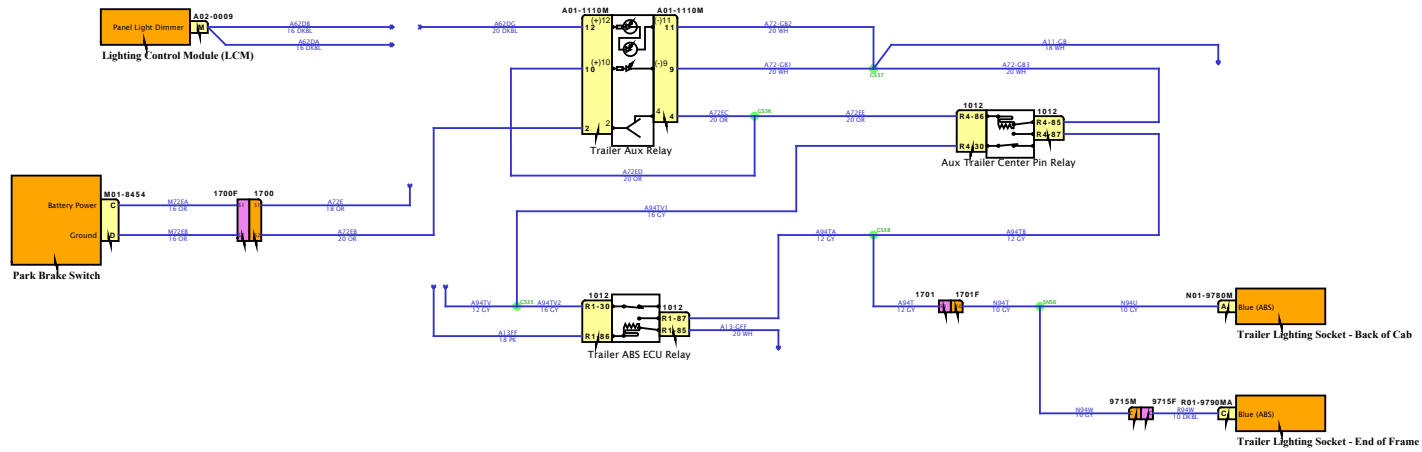 Panel Light Dimmer
A02-0009
M
Lighting Control Module (LCM)
A62DB
16 DKBL
A62DA
16 DKBL
A62DG
20 DKBL
A01-1110M
A01-1110M
(+)12
(-)11
12
11
(+)10
(-)9
10
9
2
2
4
4
Trailer Aux Relay
A72-GB2
20 WH
A72-GB1
20 WH
GS37
A11-GB
18 WH
A72-GB3
20 WH
A72EC
20 OR
GS36
A72EE
20 OR
A72ED
20 OR
1012
1012
R4-86
R4-85
R4-87
R4-30
Aux Trailer Center Pin Relay
Battery Power
Ground
M01-8454
C
D
Park Brake Switch
M72EA
16 OR
M72EB
16 OR
1700F
1700
A72E
18 OR
A72EB
20 OR
A94TV1
16 GY
A94TA
12 GY
GS38
A94TB
12 GY
A94TV
12 GY
GS35
A94TV2
16 GY
A13FF
18 PK
1012
1012
R1-30
R1-87
R1-85
R1-86
A13-GFF
20 WH
Trailer ABS ECU Relay
A94T
12 GY
1701
1701F
N94T
10 GY
SN56
N94U
10 GY
N01-9780M
A
Blue (ABS)
Trailer Lighting Socket - Back of Cab
N94W
10 GY
9715M
9715F
R94W
10 DKBL
R01-9790MA
C
Blue (ABS)
Trailer Lighting Socket - End of Frame